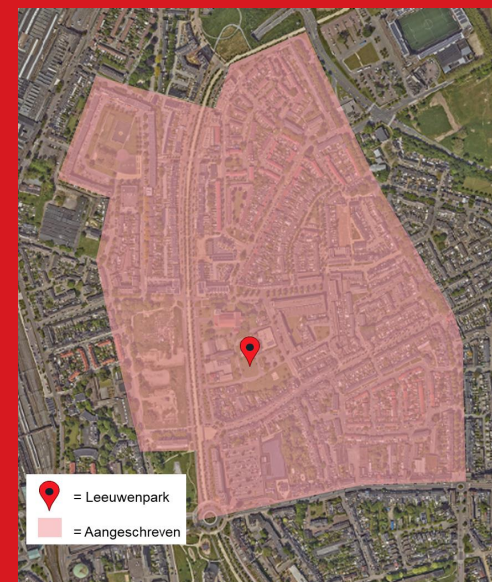 = Leeuwenpark
= Aangeschreven